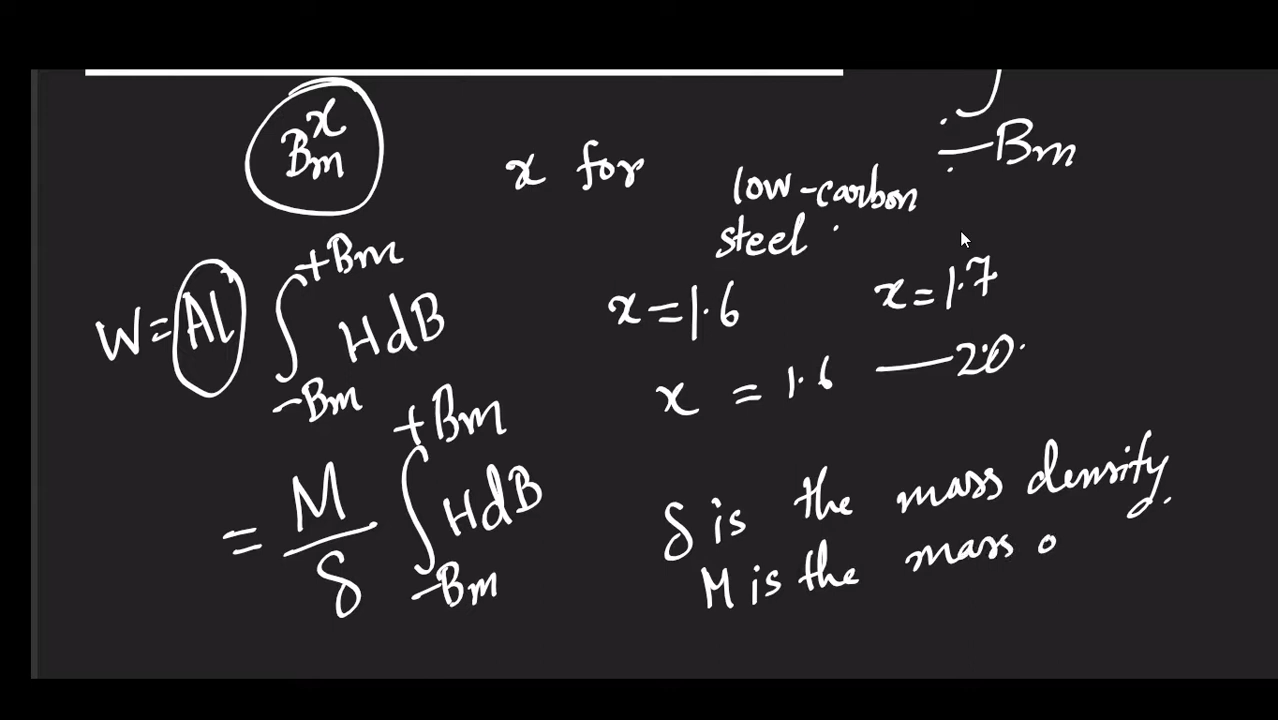 Bm^x
x for
low-carbon
steel.
-Bm
W = Al ∫_{-Bm}^{+Bm} HdB
x = 1.6
x = 1.7
x = 1.6 — 2.0.
= M/δ ∫_{-Bm}^{+Bm} HdB
δ is the mass density.
M is the mass o